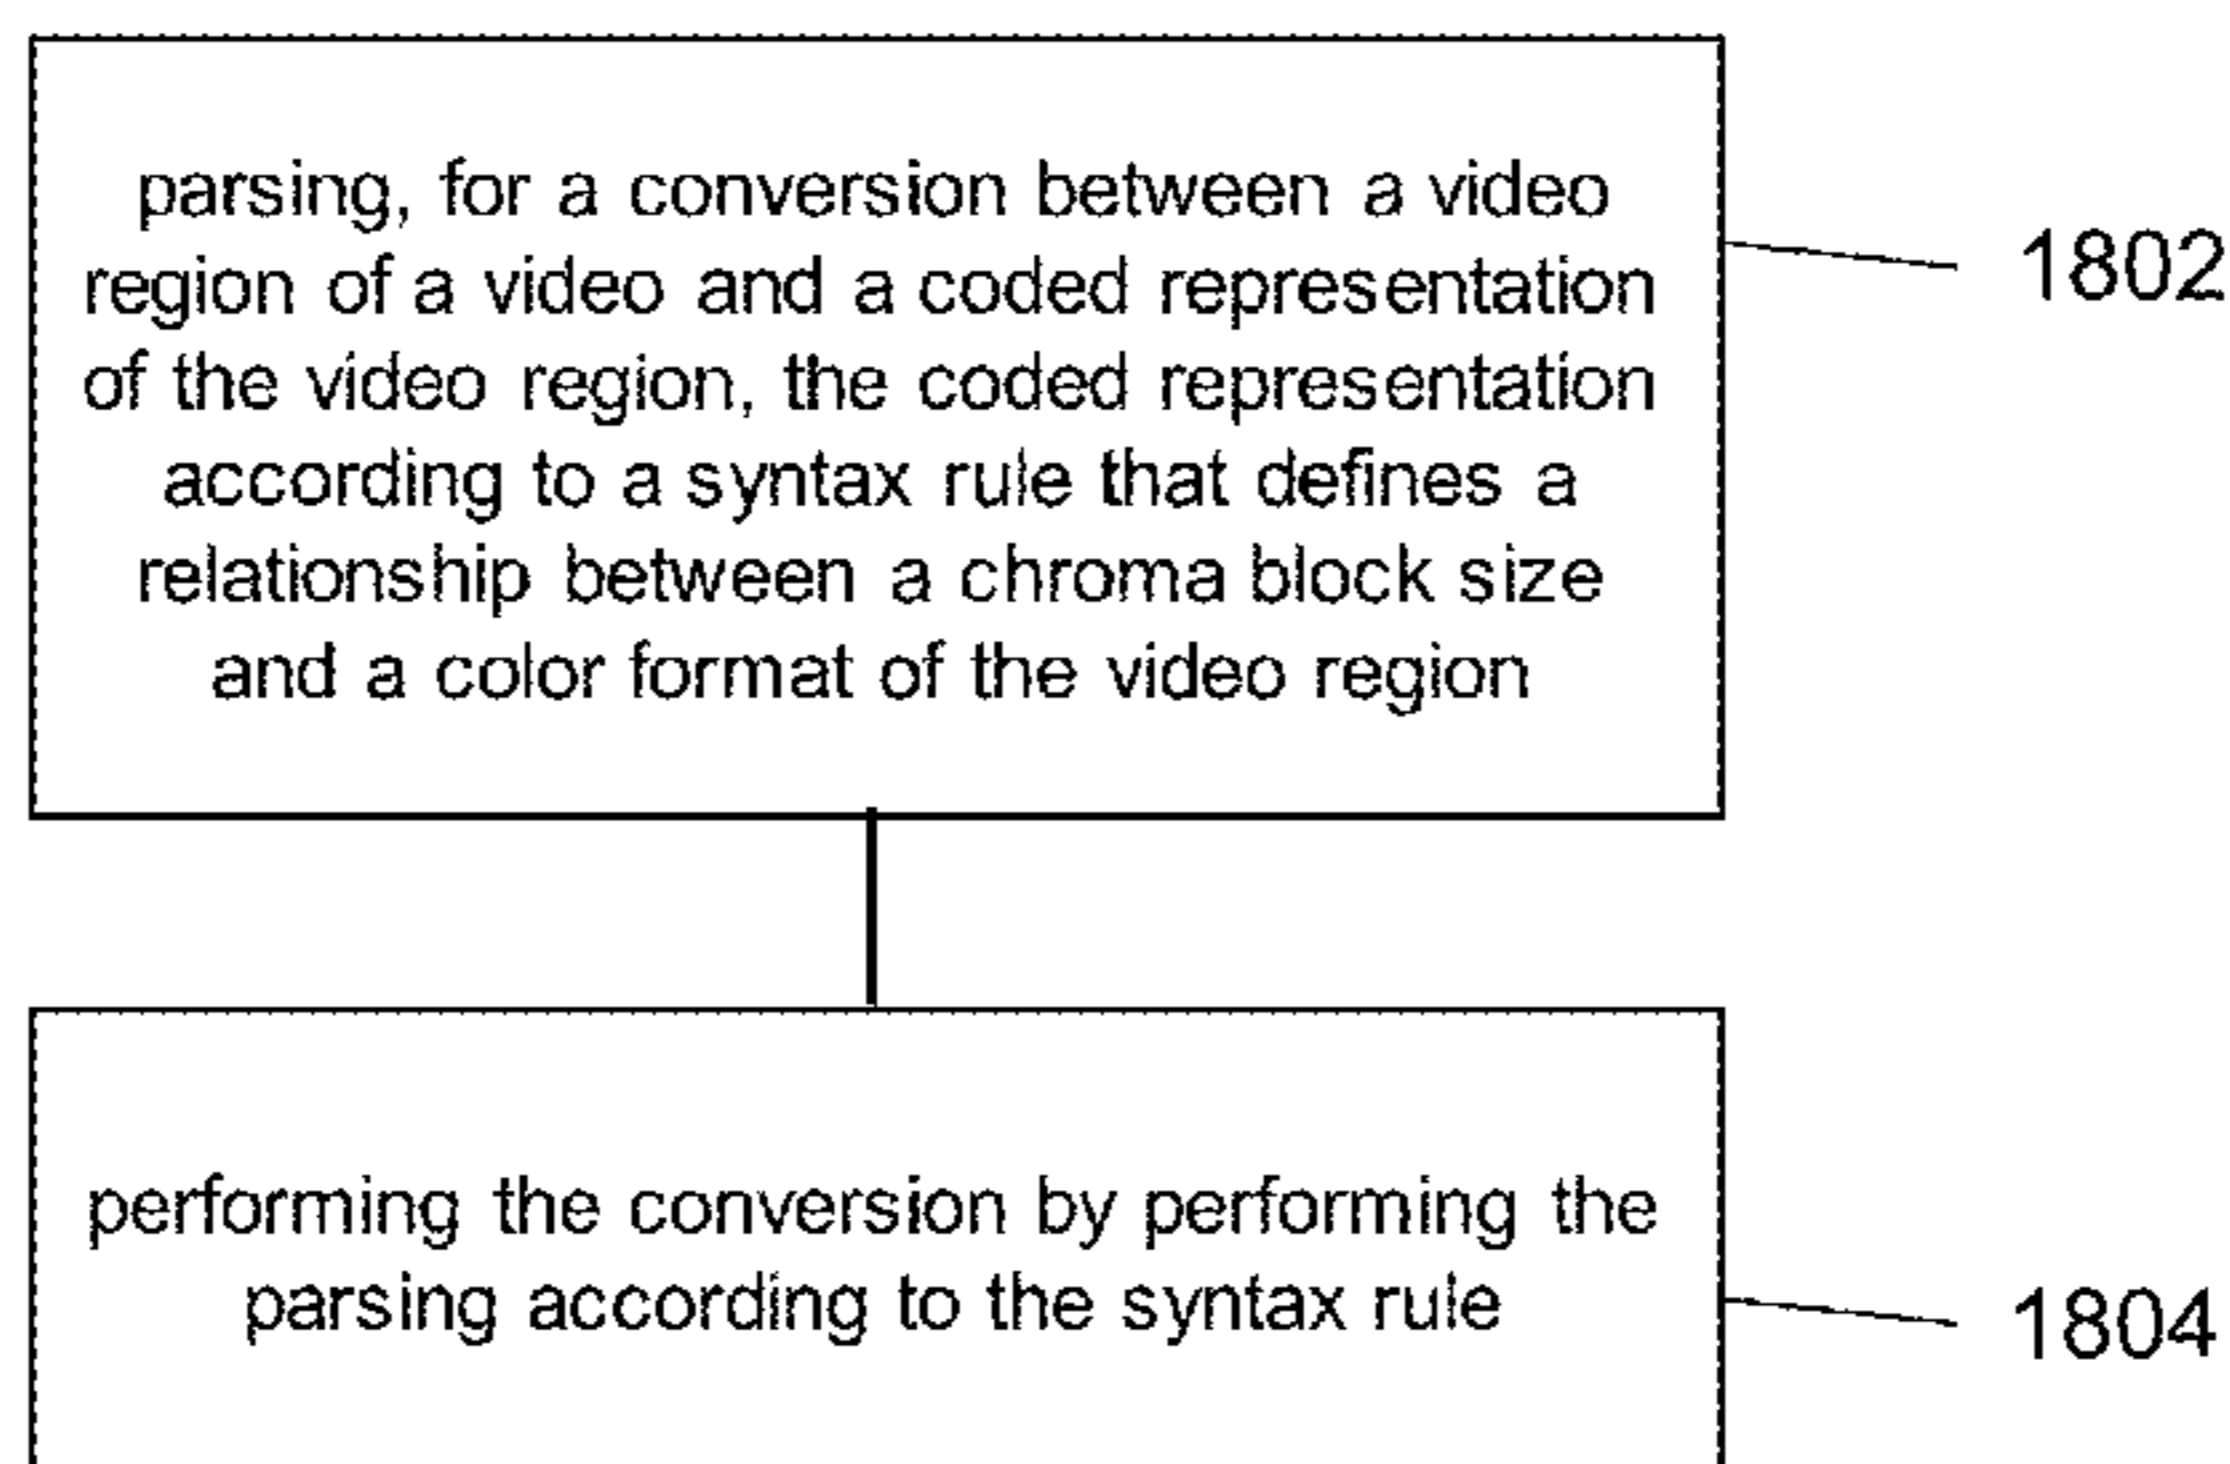 parsing, for a conversion between a video
region of a video and a coded representation
of the video region, the coded representation
according to a syntax rule that defines a
relationship between a chroma block size
and a color format of the video region
1802
performing the conversion by performing the
parsing according to the syntax rule
1804